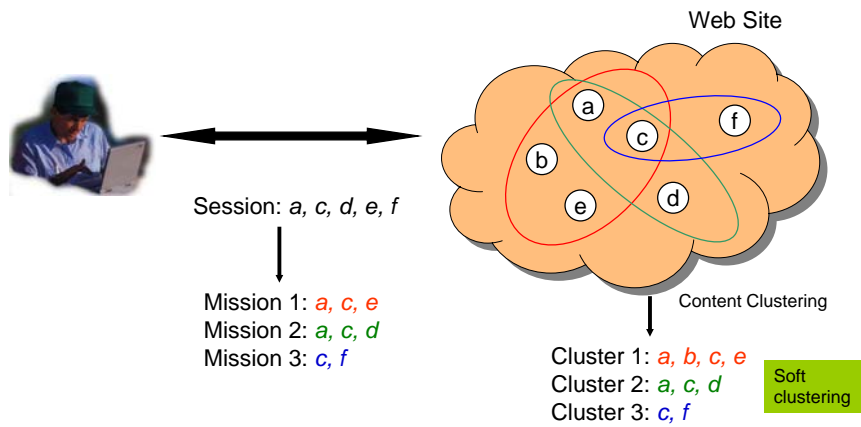 Web Site
a
c
f
b
e
d
Session: a, c, d, e, f
Mission 1: a, c, e
Mission 2: a, c, d
Mission 3: c, f
Content Clustering
Cluster 1: a, b, c, e
Cluster 2: a, c, d
Cluster 3: c, f
Soft
clustering